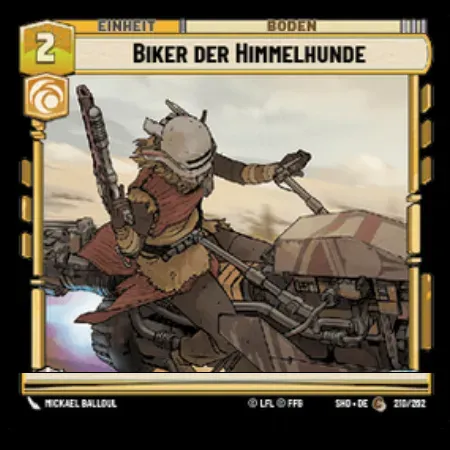 EINHEIT
BODEN
2
BIKER DER HIMMELHUNDE
MICKAEL BALLOUL
© LFL © FFG
SHD • DE
210/262